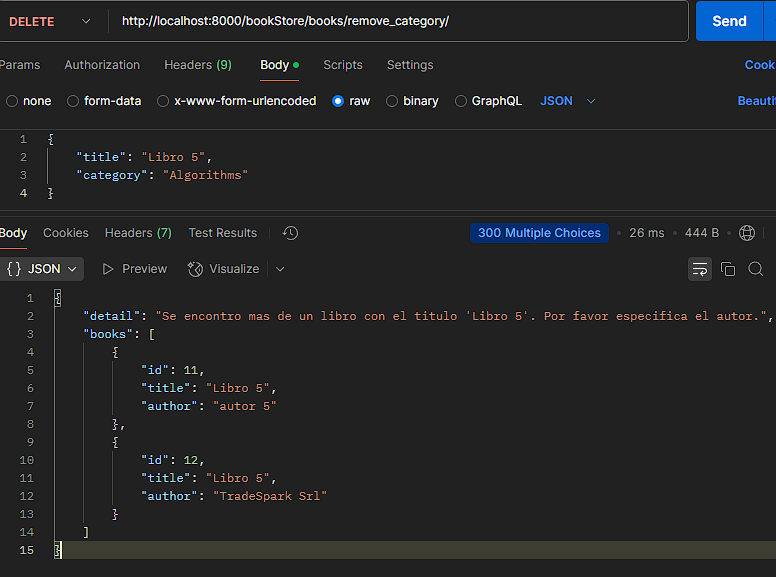 DELETE http://localhost:8000/bookStore/books/remove_category/ Send
Params Authorization Headers (9) Body Scripts Settings Cook
none form-data x-www-form-urlencoded raw binary GraphQL JSON Beauti
1 {
2 "title": "Libro 5",
3 "category": "Algorithms"
4 }
Body Cookies Headers (7) Test Results 300 Multiple Choices • 26 ms • 444 B •
{} JSON Preview Visualize
1 {
2 "detail": "Se encontro mas de un libro con el titulo 'Libro 5'. Por favor especifica el autor.",
3 "books": [
4 {
5 "id": 11,
6 "title": "Libro 5",
7 "author": "autor 5"
8 },
9 {
10 "id": 12,
11 "title": "Libro 5",
12 "author": "TradeSpark Srl"
13 }
14 ]
15 }